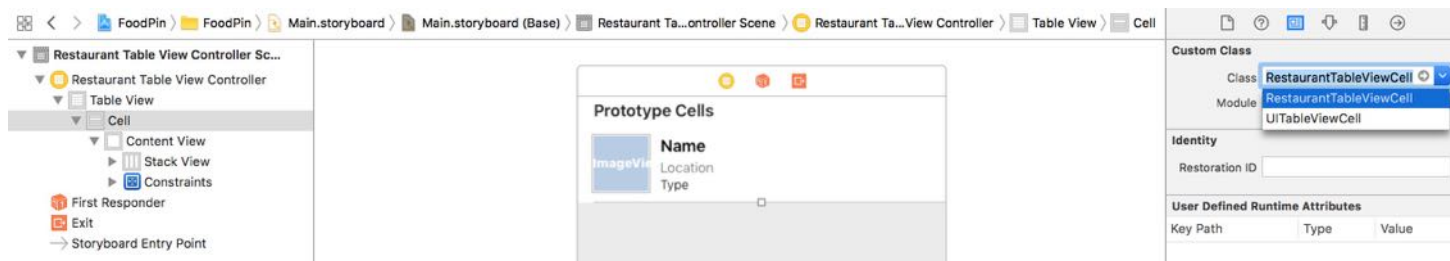 FoodPin FoodPin Main.storyboard Main.storyboard (Base) Restaurant Ta...ontroller Scene Restaurant Ta...View Controller Table View Cell
Restaurant Table View Controller Sc...
Restaurant Table View Controller
Table View
Cell
Content View
Stack View
Constraints
First Responder
Exit
Storyboard Entry Point
Prototype Cells
ImageVie
Name
Location
Type
Custom Class
Class RestaurantTableViewCell
Module RestaurantTableViewCell
UITableViewCell
Identity
Restoration ID
User Defined Runtime Attributes
Key Path Type Value